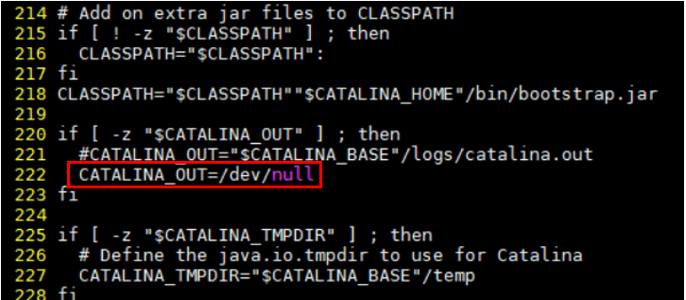 214 # Add on extra jar files to CLASSPATH
215 if [ ! -z "$CLASSPATH" ] ; then
216   CLASSPATH="$CLASSPATH":
217 fi
218 CLASSPATH="$CLASSPATH""$CATALINA_HOME"/bin/bootstrap.jar
219
220 if [ -z "$CATALINA_OUT" ] ; then
221   #CATALINA_OUT="$CATALINA_BASE"/logs/catalina.out
222   CATALINA_OUT=/dev/null
223 fi
224
225 if [ -z "$CATALINA_TMPDIR" ] ; then
226   # Define the java.io.tmpdir to use for Catalina
227   CATALINA_TMPDIR="$CATALINA_BASE"/temp
228 fi